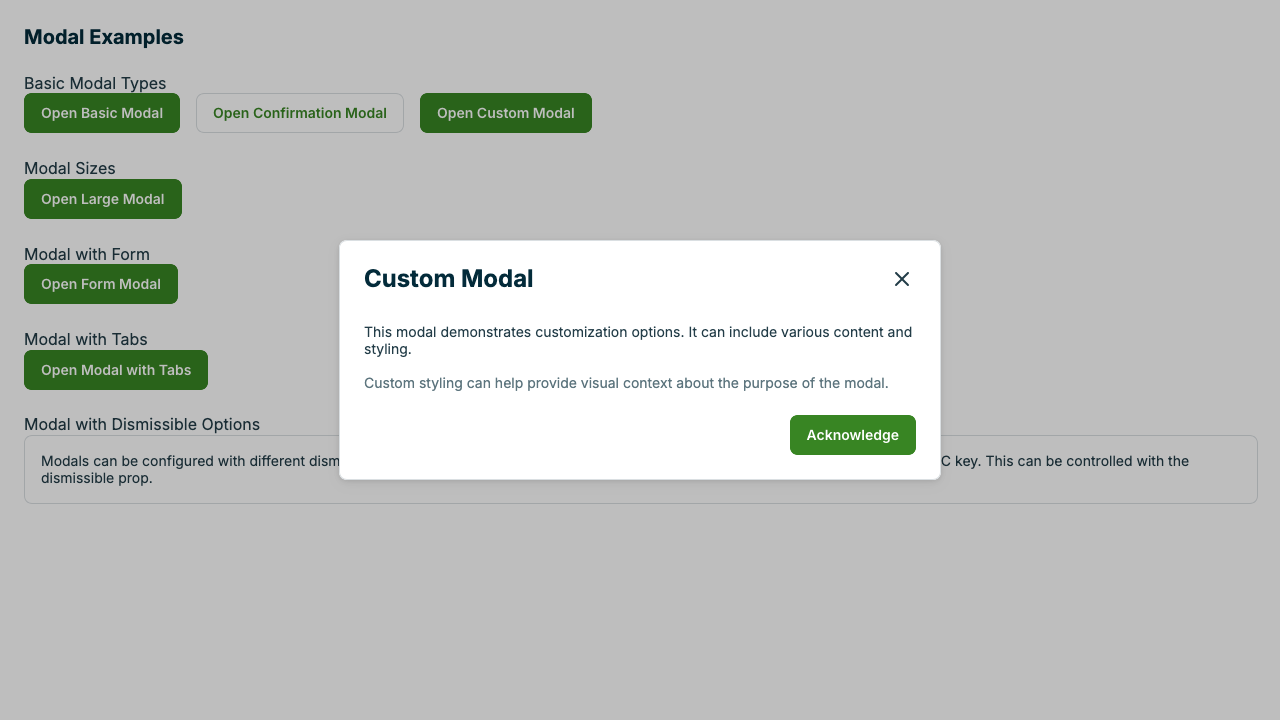 Modal Examples
Basic Modal Types
Open Basic Modal
Open Confirmation Modal
Open Custom Modal
Modal Sizes
Open Large Modal
Modal with Form
Open Form Modal
Modal with Tabs
Open Modal with Tabs
Modal with Dismissible Options
Modals can be configured with different
key. This can be controlled with the
dismissible prop.
Custom Modal
This modal demonstrates customization options. It can include various content and
styling.
Custom styling can help provide visual context about the purpose of the modal.
Acknowledge